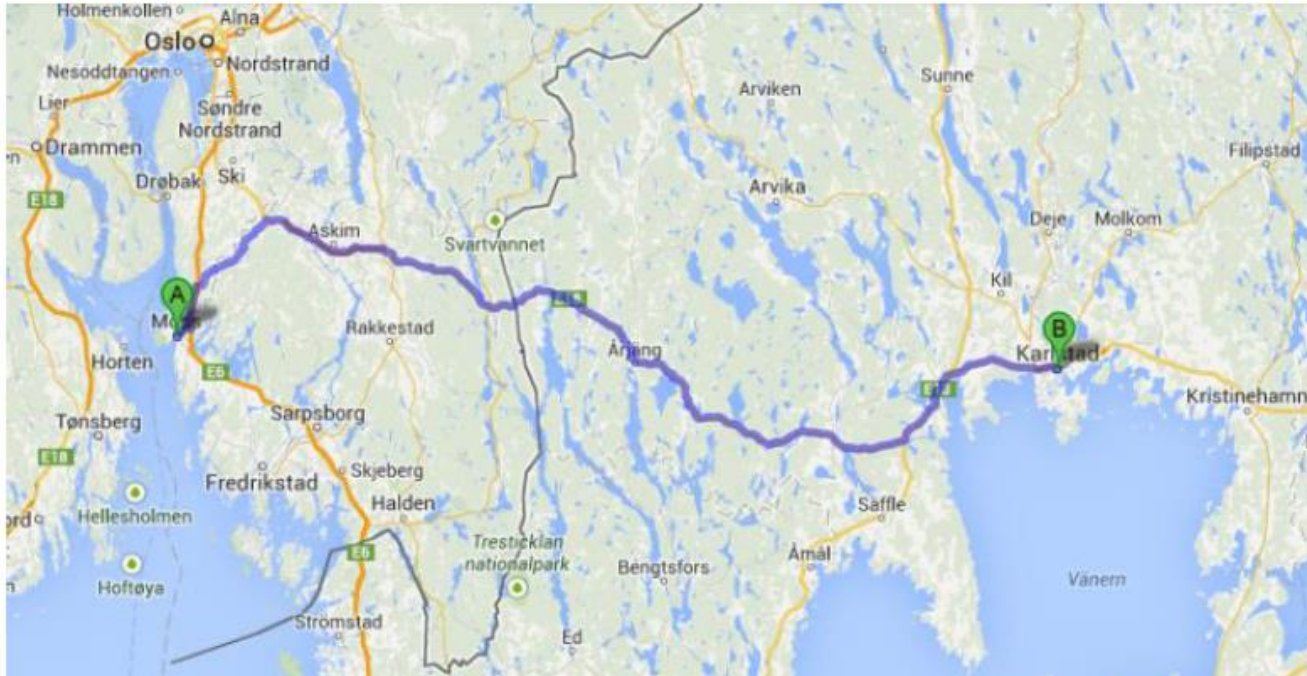 Holmenkollen
Alna
Oslo
Nordstrand
Nesoddtangen
Lier
Søndre
Nordstrand
Drammen
Ski
Drøbak
E18
Askim
Svartvannet
Arviken
Sunne
Filipstad
Arvika
Deje
Molkom
Kil
A
B
Horten
Rakkestad
Årjäng
Karlstad
E6
E18
Kristinehamn
Tønsberg
Sarpsborg
E18
Fredrikstad
Skjeberg
Hellesholmen
Halden
Säffle
E6
Tresticklan
nationalpark
Hoftøya
Bengtsfors
Åmål
Vänern
Strömstad
Ed